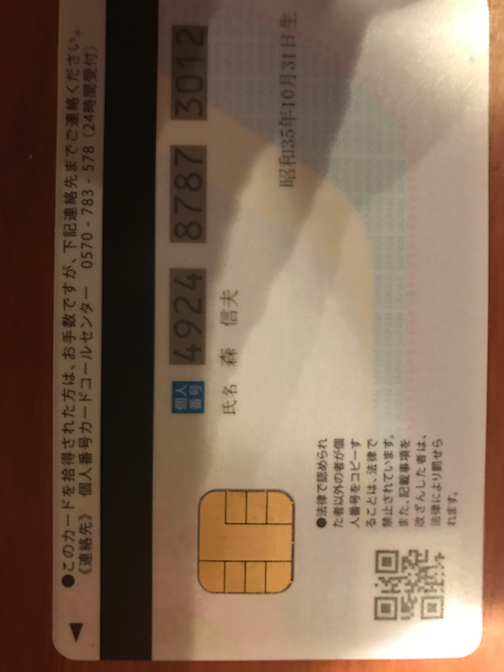 ●このカードを拾得された方は、お手数ですが、下記連絡先までご連絡ください。
《連絡先》 個人番号カードコールセンター 0570-783-578(24時間受付)
個人番号 4924 8787 3012
氏名 森 信夫
昭和35年10月31日生
●法律で認められ
た者以外の者が個
人番号をコピーす
ることは、法律で
禁止されています。
また、記載事項を
改ざんした者は、
法律により罰せら
れます。